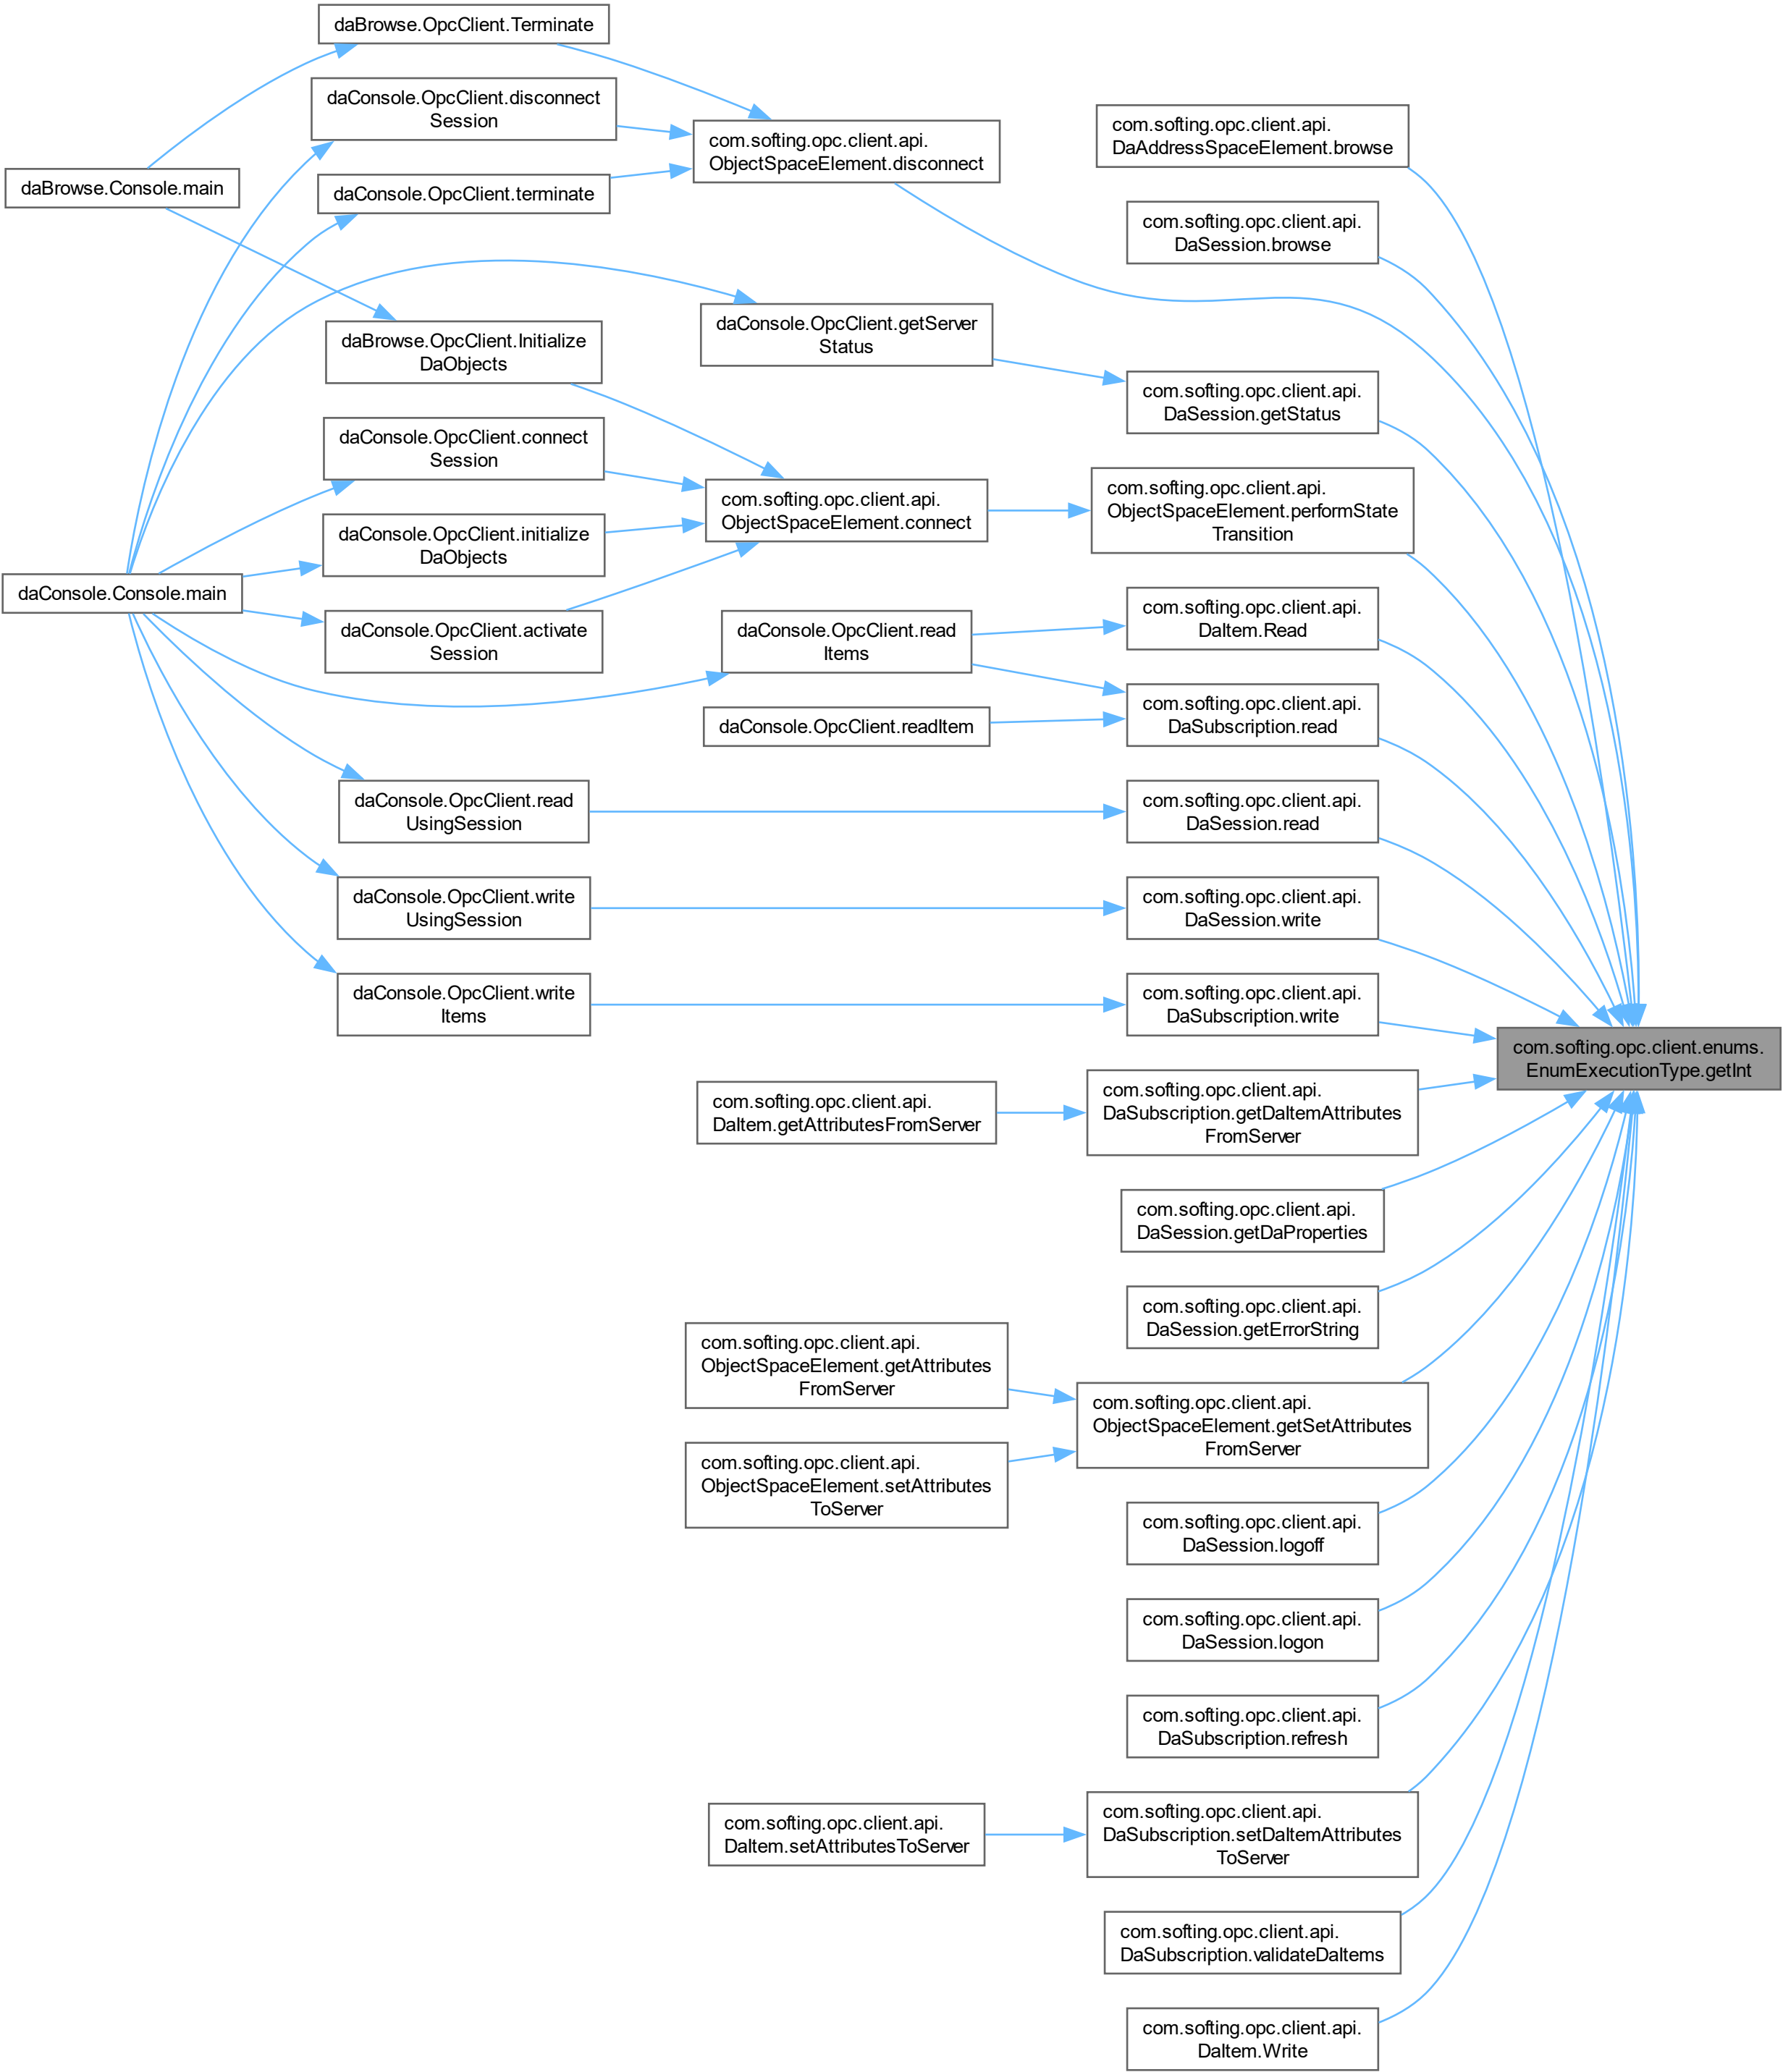 daBrowse.OpcClient.Terminate
daConsole.OpcClient.disconnect
Session
daBrowse.Console.main
daConsole.OpcClient.terminate
com.softing.opc.client.api.
ObjectSpaceElement.disconnect
com.softing.opc.client.api.
DaAddressSpaceElement.browse
com.softing.opc.client.api.
DaSession.browse
daConsole.OpcClient.getServer
Status
daBrowse.OpcClient.Initialize
DaObjects
com.softing.opc.client.api.
DaSession.getStatus
daConsole.OpcClient.connect
Session
com.softing.opc.client.api.
ObjectSpaceElement.connect
com.softing.opc.client.api.
ObjectSpaceElement.performState
Transition
daConsole.OpcClient.initialize
DaObjects
daConsole.Console.main
daConsole.OpcClient.activate
Session
daConsole.OpcClient.read
Items
com.softing.opc.client.api.
DaItem.Read
daConsole.OpcClient.readItem
com.softing.opc.client.api.
DaSubscription.read
daConsole.OpcClient.read
UsingSession
com.softing.opc.client.api.
DaSession.read
daConsole.OpcClient.write
UsingSession
com.softing.opc.client.api.
DaSession.write
daConsole.OpcClient.write
Items
com.softing.opc.client.api.
DaSubscription.write
com.softing.opc.client.enums.
EnumExecutionType.getInt
com.softing.opc.client.api.
DaItem.getAttributesFromServer
com.softing.opc.client.api.
DaSubscription.getDaItemAttributes
FromServer
com.softing.opc.client.api.
DaSession.getDaProperties
com.softing.opc.client.api.
DaSession.getErrorString
com.softing.opc.client.api.
ObjectSpaceElement.getAttributes
FromServer
com.softing.opc.client.api.
ObjectSpaceElement.getSetAttributes
FromServer
com.softing.opc.client.api.
ObjectSpaceElement.setAttributes
ToServer
com.softing.opc.client.api.
DaSession.logoff
com.softing.opc.client.api.
DaSession.logon
com.softing.opc.client.api.
DaSubscription.refresh
com.softing.opc.client.api.
DaItem.setAttributesToServer
com.softing.opc.client.api.
DaSubscription.setDaItemAttributes
ToServer
com.softing.opc.client.api.
DaSubscription.validateDaItems
com.softing.opc.client.api.
DaItem.Write